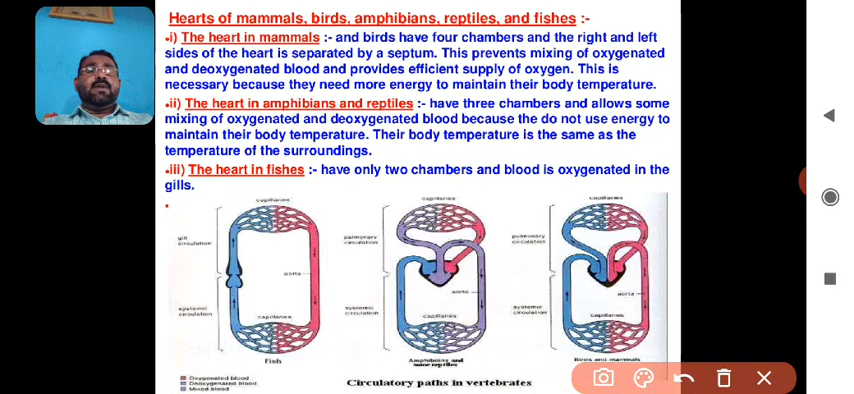 Hearts of mammals, birds, amphibians, reptiles, and fishes :-
•i) The heart in mammals :- and birds have four chambers and the right and left
sides of the heart is separated by a septum. This prevents mixing of oxygenated
and deoxygenated blood and provides efficient supply of oxygen. This is
necessary because they need more energy to maintain their body temperature.
•ii) The heart in amphibians and reptiles :- have three chambers and allows some
mixing of oxygenated and deoxygenated blood because the do not use energy to
maintain their body temperature. Their body temperature is the same as the
temperature of the surroundings.
•iii) The heart in fishes :- have only two chambers and blood is oxygenated in the
gills.
•
capillaries
gill
circulation
aorta
systemic
circulation
capillaries
Fish
capillaries
pulmonary
circulation
aorta
systemic
circulation
capillaries
Amphibians and
some reptiles
capillaries
pulmonary
circulation
aorta
systemic
circulation
capillaries
Birds and mammals
Oxygenated blood
Deoxygenated blood
Mixed blood
Circulatory paths in vertebrates